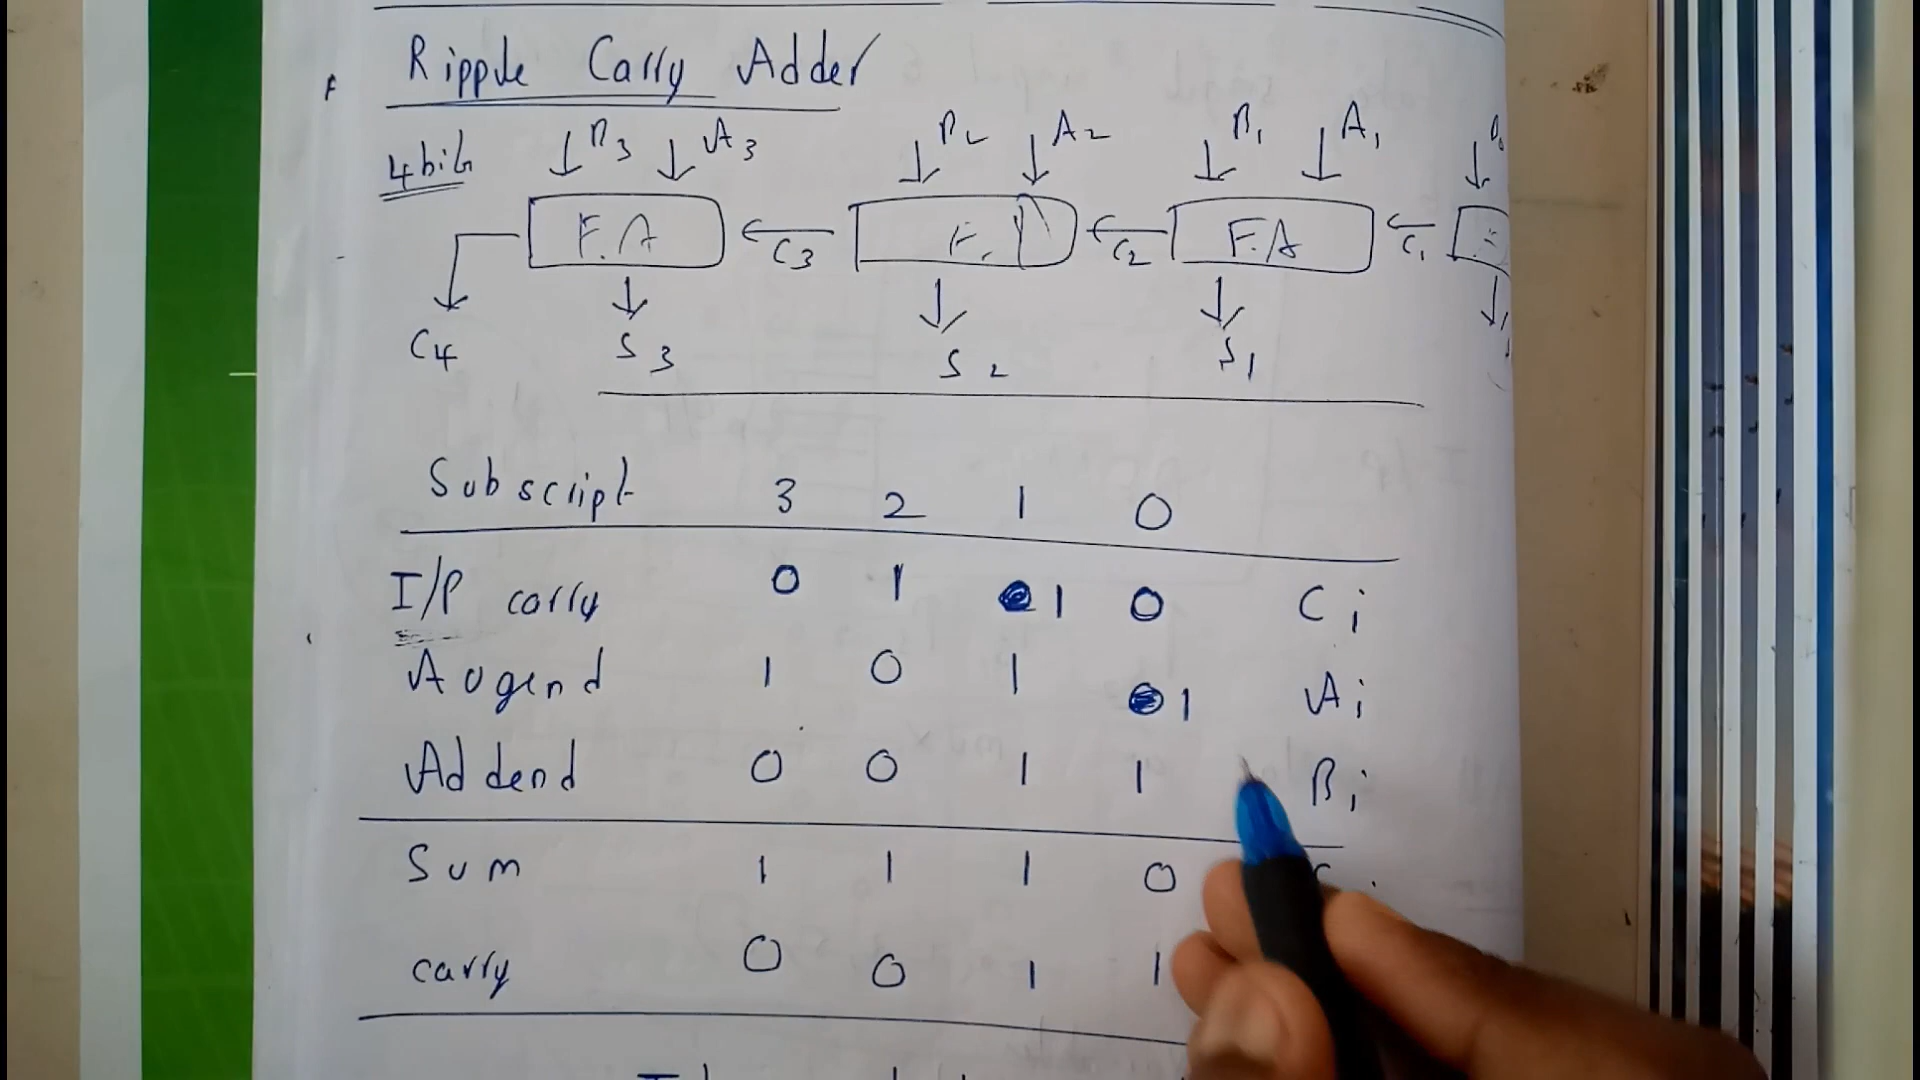 Ripple Carry Adder
4 bit
B3 A3 B2 A2 B1 A1 B0
F.A C3 F. C2 F.A C1
C4 S3 S2 S1
Subscript 3 2 1 0
I/P carry 0 1 1 0 Ci
Augend 1 0 1 1 Ai
Addend 0 0 1 1 Bi
Sum 1 1 1 0
carry 0 0 1 1